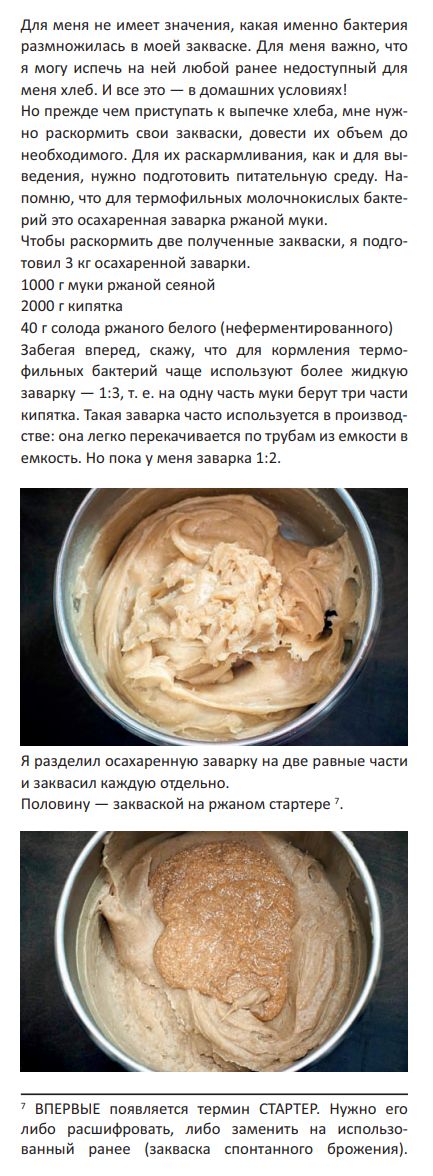 Для меня не имеет значения, какая именно бактерия
размножилась в моей закваске. Для меня важно, что
я могу испечь на ней любой ранее недоступный для
меня хлеб. И все это — в домашних условиях!
Но прежде чем приступать к выпечке хлеба, мне нуж-
но раскормить свои закваски, довести их объем до
необходимого. Для их раскармливания, как и для вы-
ведения, нужно подготовить питательную среду. На-
помню, что для термофильных молочнокислых бакте-
рий это осахаренная заварка ржаной муки.
Чтобы раскормить две полученные закваски, я подго-
товил 3 кг осахаренной заварки.
1000 г муки ржаной сеяной
2000 г кипятка
40 г солода ржаного белого (неферментированного)
Забегая вперед, скажу, что для кормления термо-
фильных бактерий чаще используют более жидкую
заварку — 1:3, т. е. на одну часть муки берут три части
кипятка. Такая заварка часто используется в производ-
стве: она легко перекачивается по трубам из емкости в
емкость. Но пока у меня заварка 1:2.
Я разделил осахаренную заварку на две равные части
и заквасил каждую отдельно.
Половину — закваской на ржаном стартере ⁷.
⁷ ВПЕРВЫЕ появляется термин СТАРТЕР. Нужно его
либо расшифровать, либо заменить на использо-
ванный ранее (закваска спонтанного брожения).